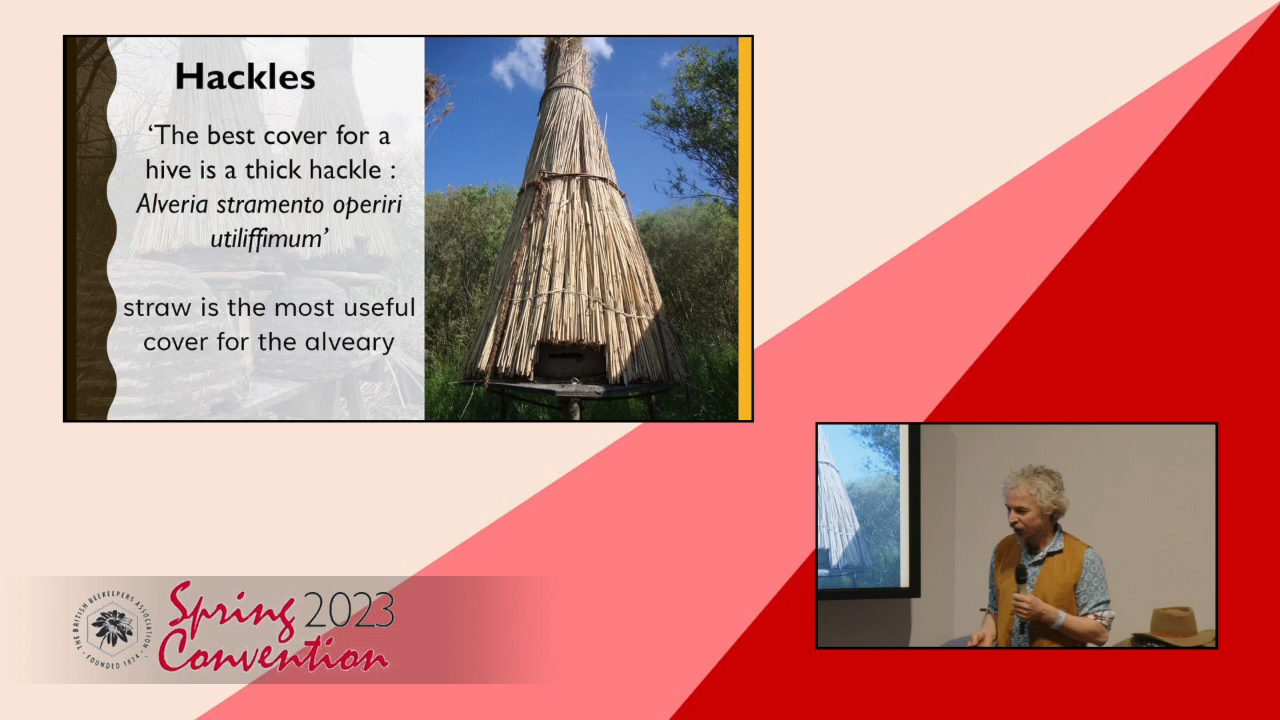 Hackles
‘The best cover for a
hive is a thick hackle :
Alveria stramento operiri
utiliffimum’
straw is the most useful
cover for the alveary
THE BRITISH BEEKEEPERS ASSOCIATION
FOUNDED 1874
Spring 2023
Convention